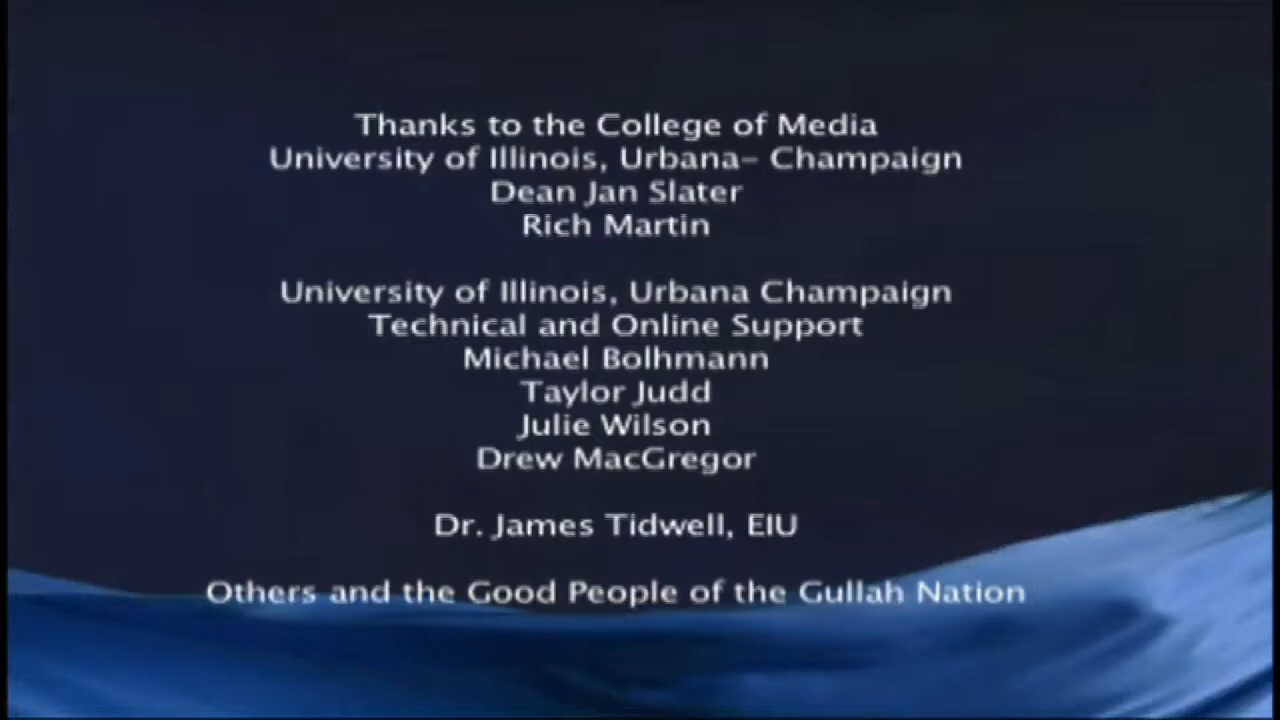 Thanks to the College of Media
University of Illinois, Urbana- Champaign
Dean Jan Slater
Rich Martin
University of Illinois, Urbana Champaign
Technical and Online Support
Michael Bolhmann
Taylor Judd
Julie Wilson
Drew MacGregor
Dr. James Tidwell, EIU
Others and the Good People of the Gullah Nation